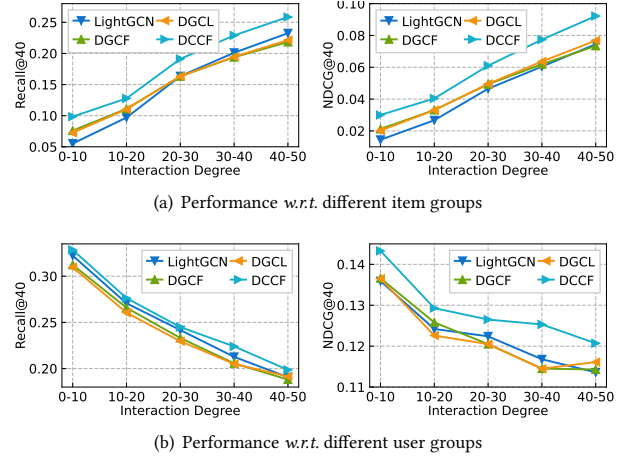 0.25
0.20
0.15
0.10
0.05
Recall@40
LightGCN
DGCF
DGCL
DCCF
0-10 10-20 20-30 30-40 40-50
Interaction Degree
0.10
0.08
0.06
0.04
0.02
NDCG@40
LightGCN
DGCF
DGCL
DCCF
0-10 10-20 20-30 30-40 40-50
Interaction Degree
(a) Performance w.r.t. different item groups
0.30
0.25
0.20
Recall@40
LightGCN
DGCF
DGCL
DCCF
0-10 10-20 20-30 30-40 40-50
Interaction Degree
0.14
0.13
0.12
0.11
NDCG@40
LightGCN
DGCF
DGCL
DCCF
0-10 10-20 20-30 30-40 40-50
Interaction Degree
(b) Performance w.r.t. different user groups